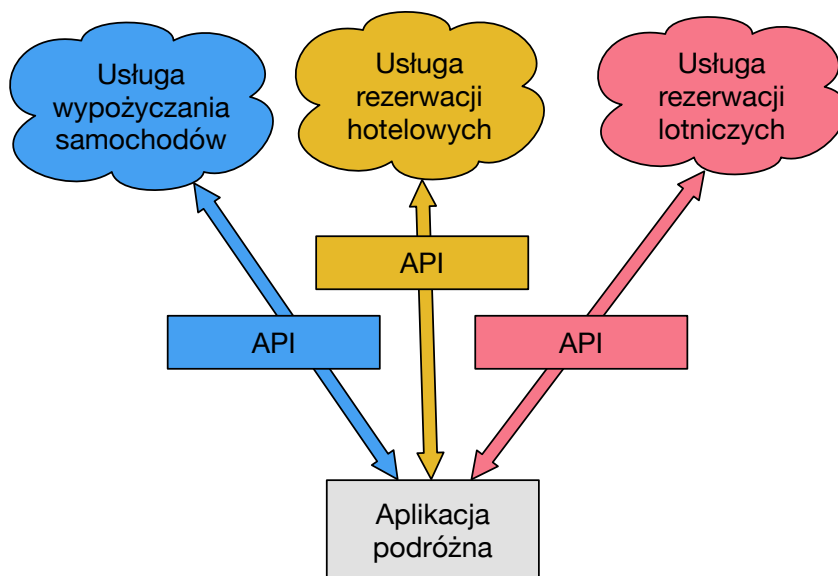 Usługa
wypożyczania
samochodów
Usługa
rezerwacji
hotelowych
Usługa
rezerwacji
lotniczych
API
API
API
Aplikacja
podróżna